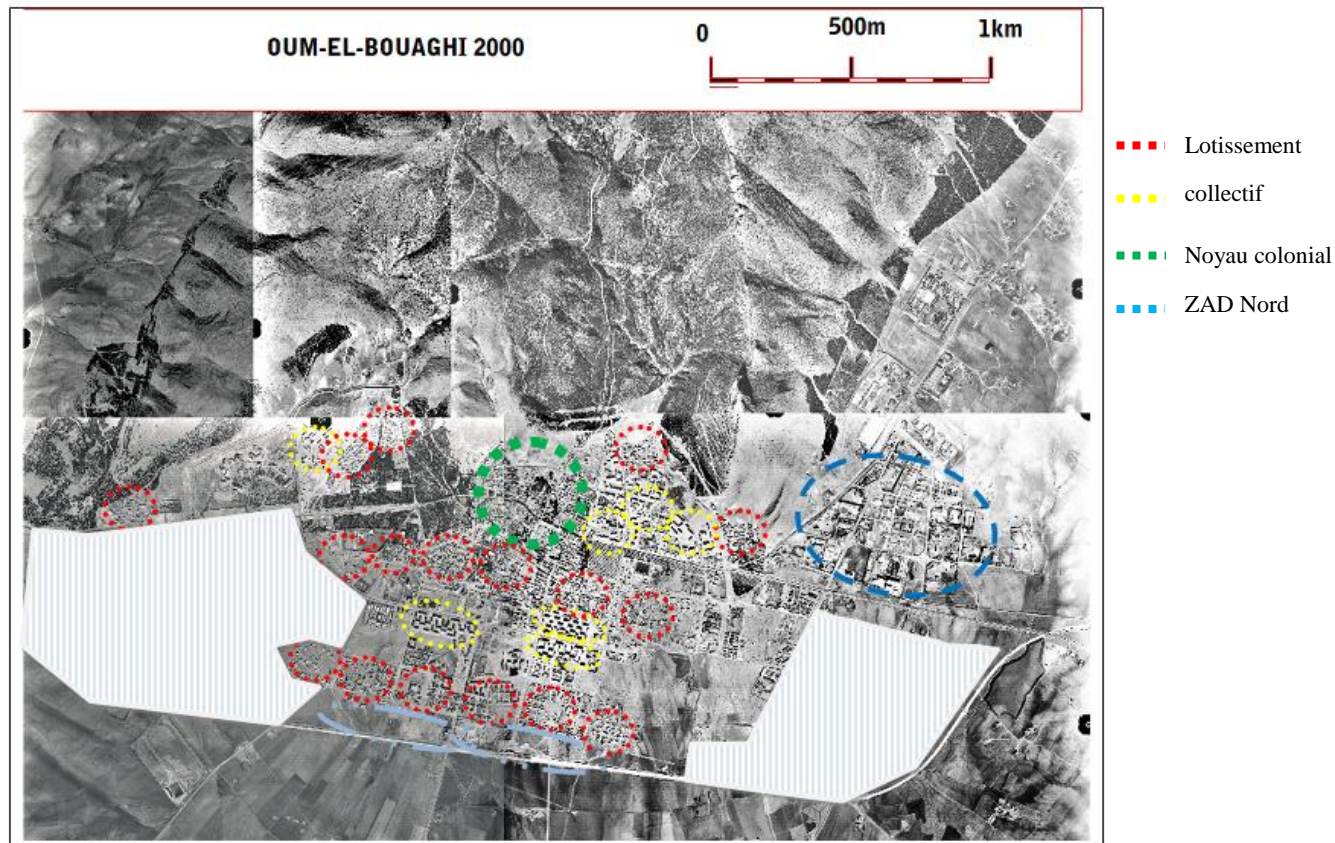 OUM-EL-BOUAGHI 2000
0 500m 1km
Lotissement
collectif
Noyau colonial
ZAD Nord